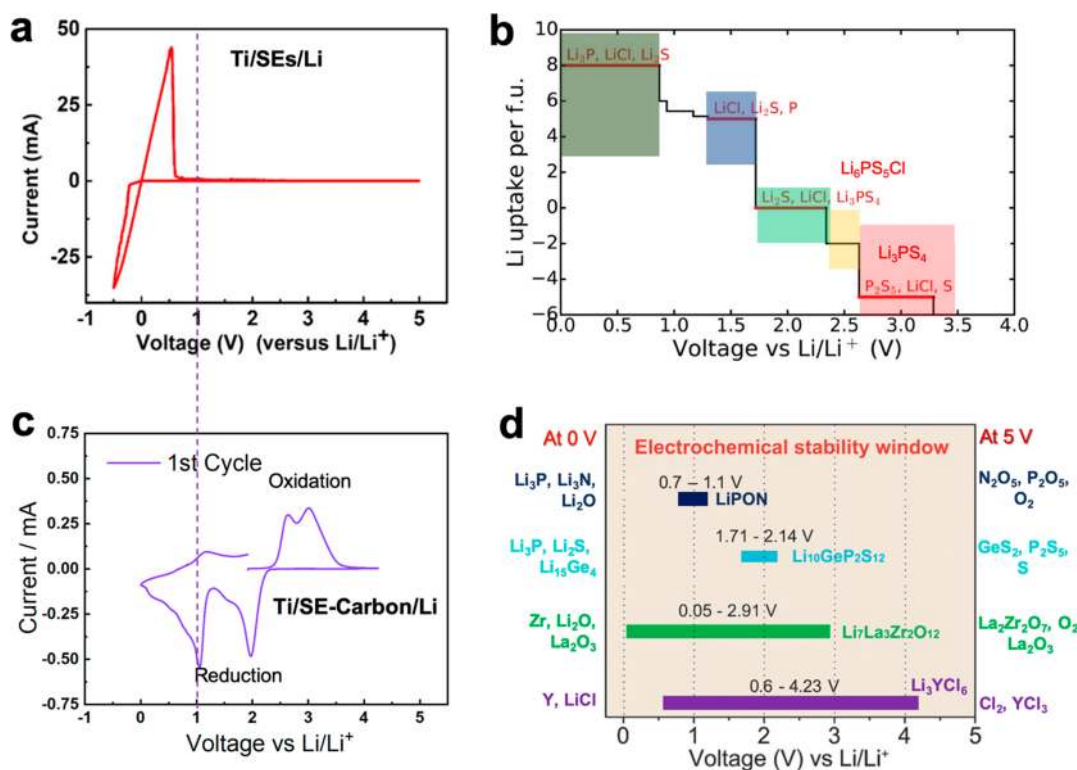 a
50
25
0
-25
Current (mA)
Ti/SEs/Li
-1 0 1 2 3 4 5
Voltage (V) (versus Li/Li⁺)
b
10
8
6
4
2
0
−2
−4
−6
Li uptake per f.u.
Li₃P, LiCl, Li₂S
LiCl, Li₂S, P
Li₆PS₅Cl
Li₂S, LiCl, Li₃PS₄
Li₃PS₄
P₂S₅, LiCl, S
0.0 0.5 1.0 1.5 2.0 2.5 3.0 3.5 4.0
Voltage vs Li/Li⁺ (V)
c
0.75
0.50
0.25
0.00
-0.25
-0.50
-0.75
Current / mA
1st Cycle
Oxidation
Ti/SE-Carbon/Li
Reduction
0 1 2 3 4 5
Voltage vs Li/Li⁺
d
At 0 V
Electrochemical stability window
At 5 V
Li₃P, Li₃N,
Li₂O
0.7 – 1.1 V
LiPON
N₂O₅, P₂O₅,
O₂
Li₃P, Li₂S,
Li₁₅Ge₄
1.71 - 2.14 V
Li₁₀GeP₂S₁₂
GeS₂, P₂S₅,
S
Zr, Li₂O,
La₂O₃
0.05 - 2.91 V
Li₇La₃Zr₂O₁₂
La₂Zr₂O₇, O₂
La₂O₃
Y, LiCl
0.6 - 4.23 V
Li₃YCl₆
Cl₂, YCl₃
0 1 2 3 4 5
Voltage (V) vs Li/Li⁺